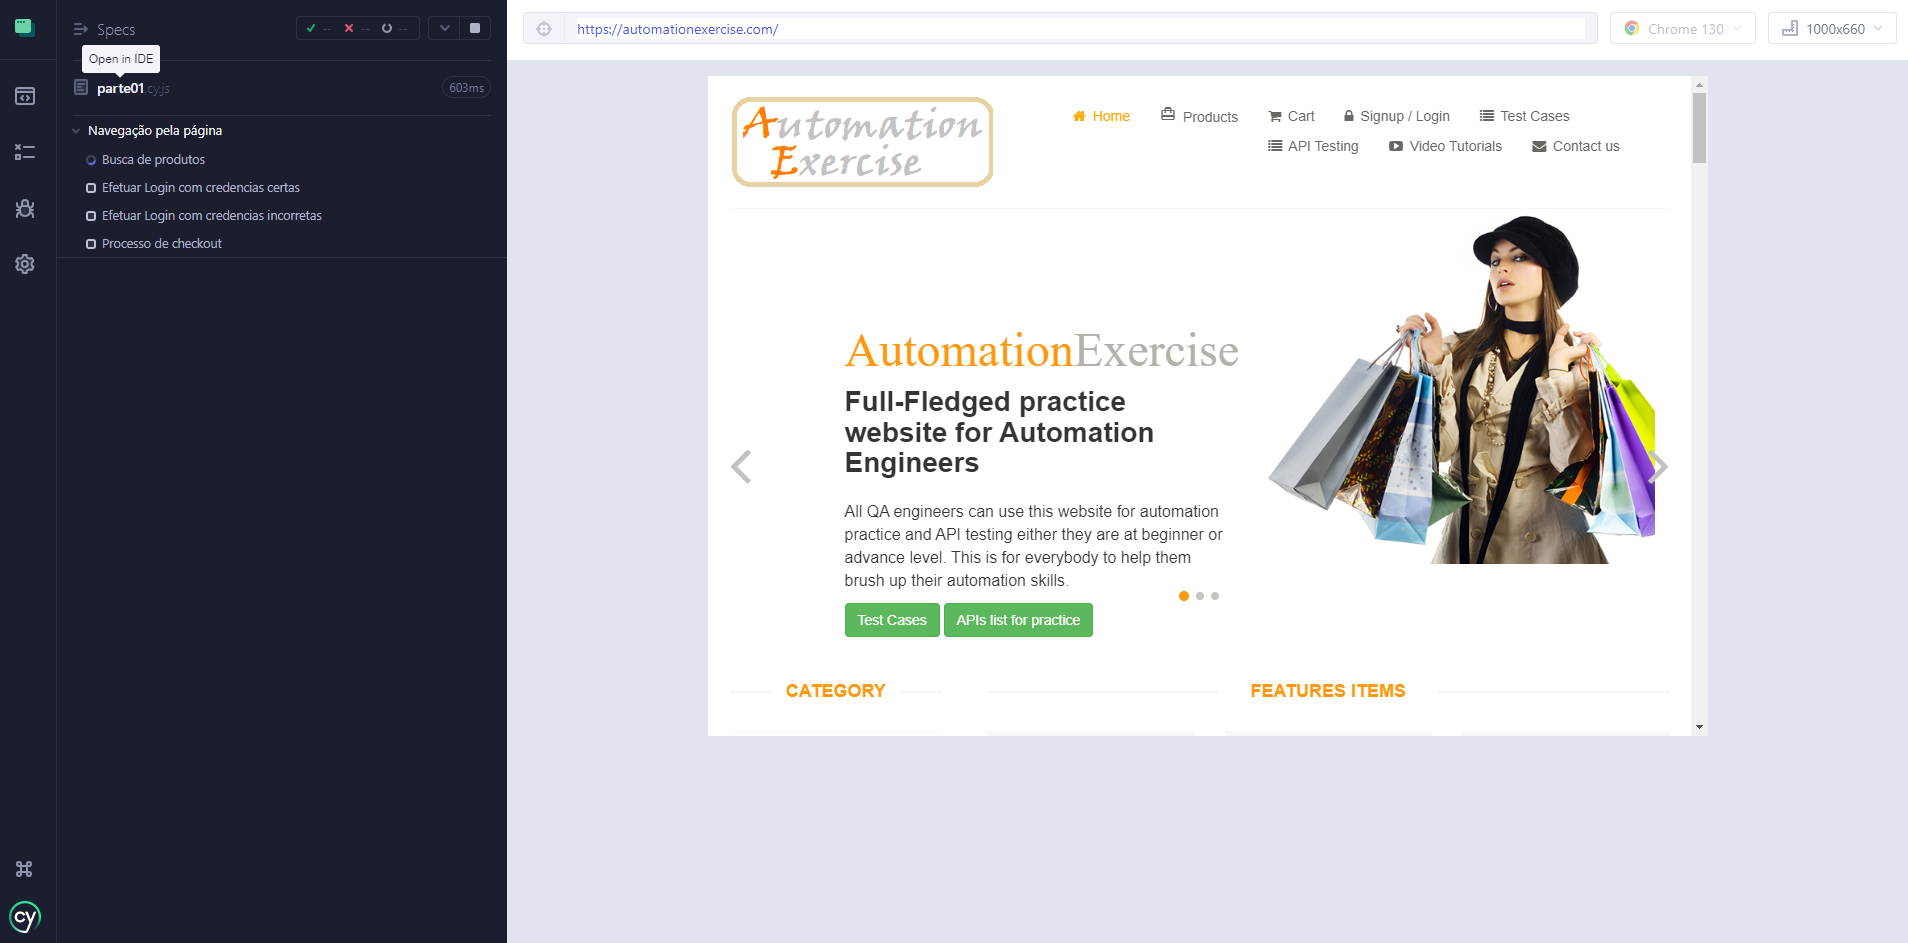 Specs
-- -- --
Open in IDE
parte01.cy.js
603ms
Navegação pela página
Busca de produtos
Efetuar Login com credencias certas
Efetuar Login com credencias incorretas
Processo de checkout
cy
https://automationexercise.com/
Chrome 130
1000x660
Automation
Exercise
Home
Products
Cart
Signup / Login
Test Cases
API Testing
Video Tutorials
Contact us
AutomationExercise
Full-Fledged practice
website for Automation
Engineers
All QA engineers can use this website for automation
practice and API testing either they are at beginner or
advance level. This is for everybody to help them
brush up their automation skills.
Test Cases
APIs list for practice
CATEGORY
FEATURES ITEMS